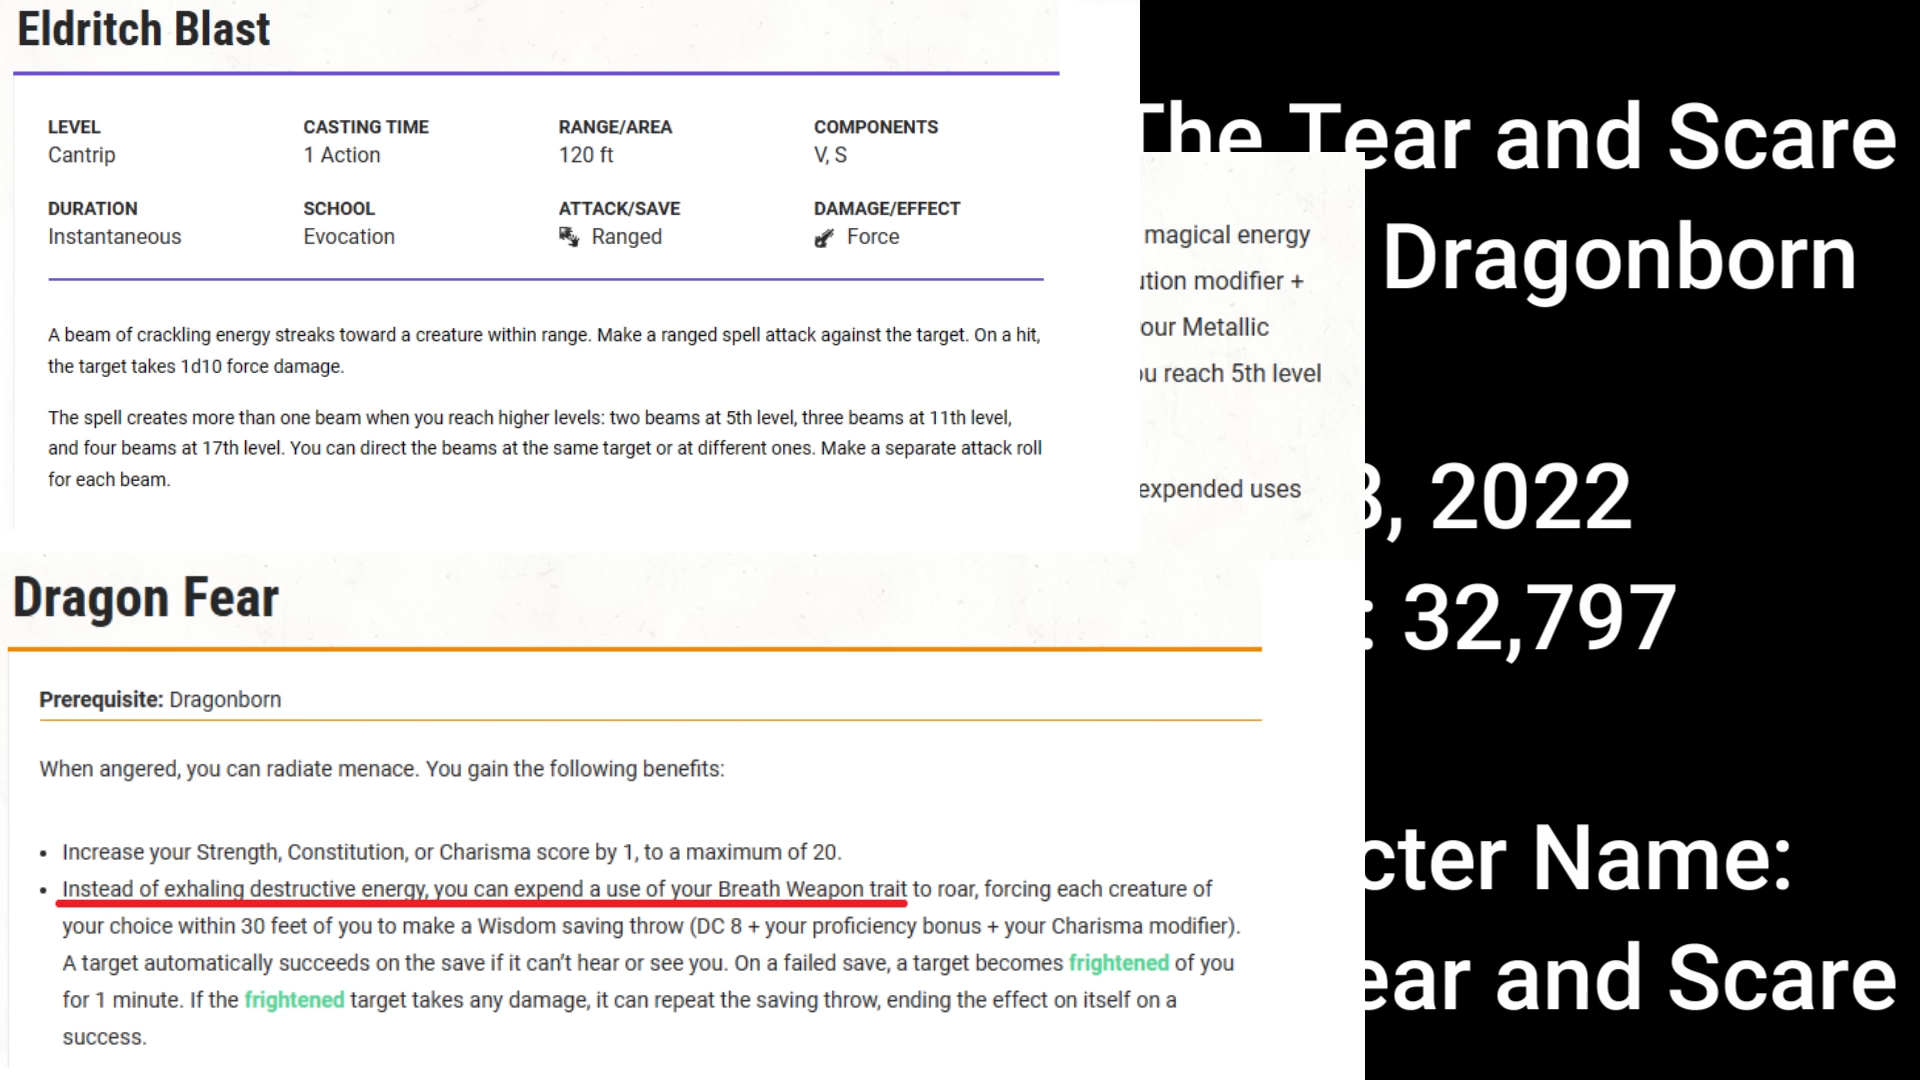 Eldritch Blast
LEVEL
Cantrip
CASTING TIME
1 Action
RANGE/AREA
120 ft
COMPONENTS
V, S
DURATION
Instantaneous
SCHOOL
Evocation
ATTACK/SAVE
Ranged
DAMAGE/EFFECT
Force
A beam of crackling energy streaks toward a creature within range. Make a ranged spell attack against the target. On a hit,
the target takes 1d10 force damage.
The spell creates more than one beam when you reach higher levels: two beams at 5th level, three beams at 11th level,
and four beams at 17th level. You can direct the beams at the same target or at different ones. Make a separate attack roll
for each beam.
magical energy
modifier +
Metallic
reach 5th level
expended uses
Dragon Fear
Prerequisite: Dragonborn
When angered, you can radiate menace. You gain the following benefits:
• Increase your Strength, Constitution, or Charisma score by 1, to a maximum of 20.
• Instead of exhaling destructive energy, you can expend a use of your Breath Weapon trait to roar, forcing each creature of
your choice within 30 feet of you to make a Wisdom saving throw (DC 8 + your proficiency bonus + your Charisma modifier).
A target automatically succeeds on the save if it can't hear or see you. On a failed save, a target becomes frightened of you
for 1 minute. If the frightened target takes any damage, it can repeat the saving throw, ending the effect on itself on a
success.
The Tear and Scare
Dragonborn
, 2022
: 32,797
Name:
and Scare